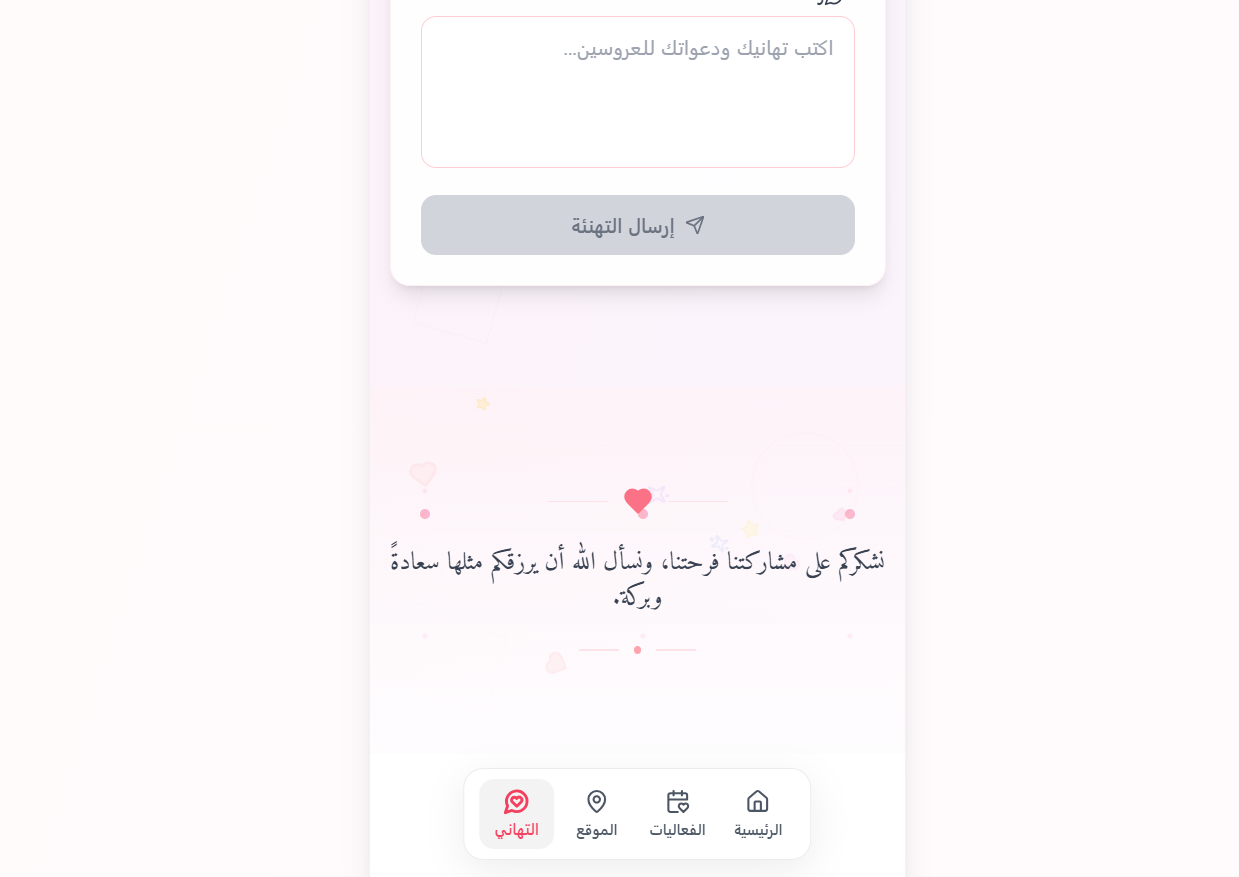 اكتب تهانيك ودعواتك للعروسين...
إرسال التهنئة
نشكركم على مشاركتنا فرحتنا، ونسأل الله أن يرزقكم مثلها سعادةً
وبركة.
الرئيسية
الفعاليات
الموقع
التهاني